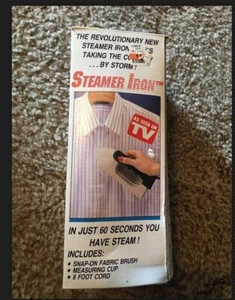 THE REVOLUTIONARY NEW
STEAMER IRON
TAKING THE
...BY STORM!
STEAMER IRON™
AS SEEN ON
TV
IN JUST 60 SECONDS YOU
HAVE STEAM!
INCLUDES:
• SNAP-ON FABRIC BRUSH
• MEASURING CUP
• 8 FOOT CORD